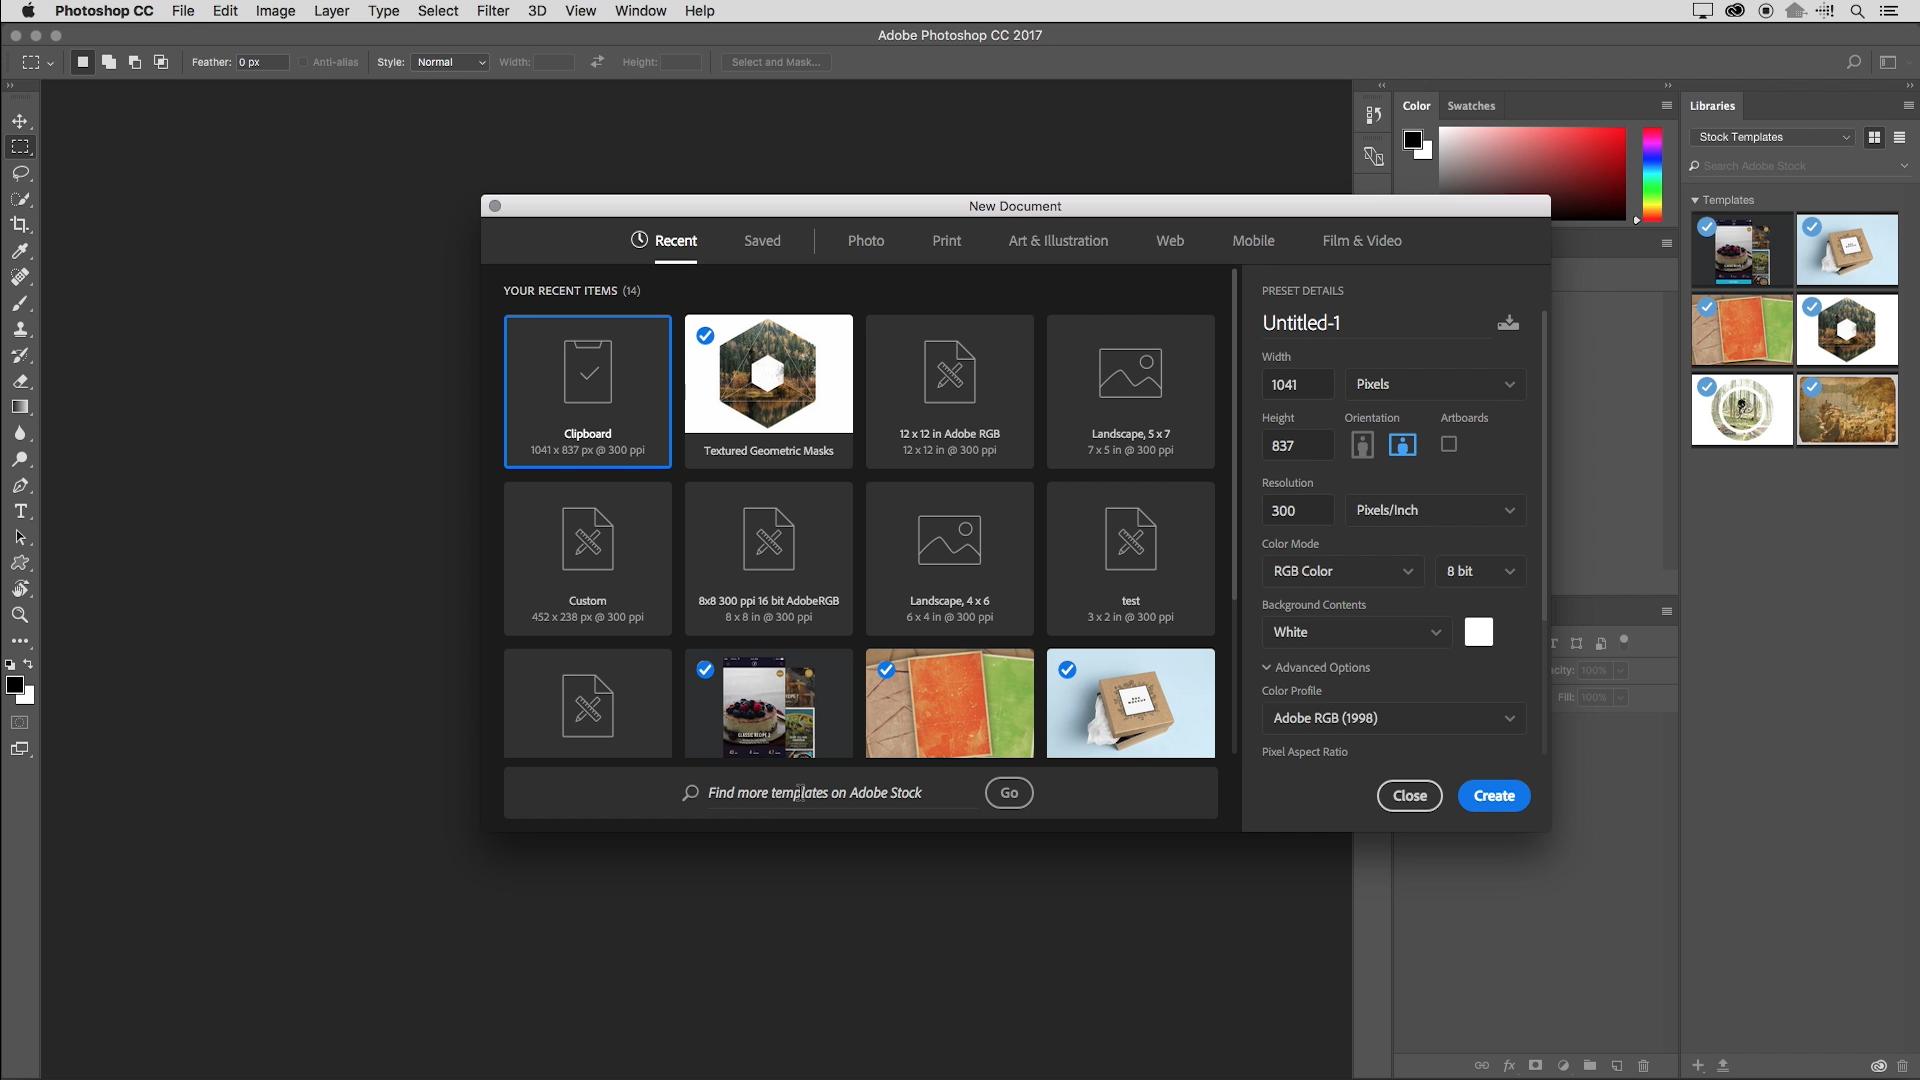 Photoshop CC File Edit Image Layer Type Select Filter 3D View Window Help
Adobe Photoshop CC 2017
Feather: 0 px Anti-alias Style: Normal Width: Height: Select and Mask...
Color Swatches
Libraries
Stock Templates
Search Adobe Stock
Templates
New Document
Recent Saved Photo Print Art & Illustration Web Mobile Film & Video
YOUR RECENT ITEMS (14)
Clipboard
1041 x 837 px @ 300 ppi
Textured Geometric Masks
12 x 12 in Adobe RGB
12 x 12 in @ 300 ppi
Landscape, 5 x 7
7 x 5 in @ 300 ppi
Custom
452 x 238 px @ 300 ppi
8x8 300 ppi 16 bit AdobeRGB
8 x 8 in @ 300 ppi
Landscape, 4 x 6
6 x 4 in @ 300 ppi
test
3 x 2 in @ 300 ppi
CLASSIC RECIPE 2
Find more templates on Adobe Stock
Go
PRESET DETAILS
Untitled-1
Width
1041 Pixels
Height Orientation Artboards
837
Resolution
300 Pixels/Inch
Color Mode
RGB Color 8 bit
Background Contents
White
Advanced Options
Color Profile
Adobe RGB (1998)
Pixel Aspect Ratio
Close Create
acity: 100%
Fill: 100%
fx